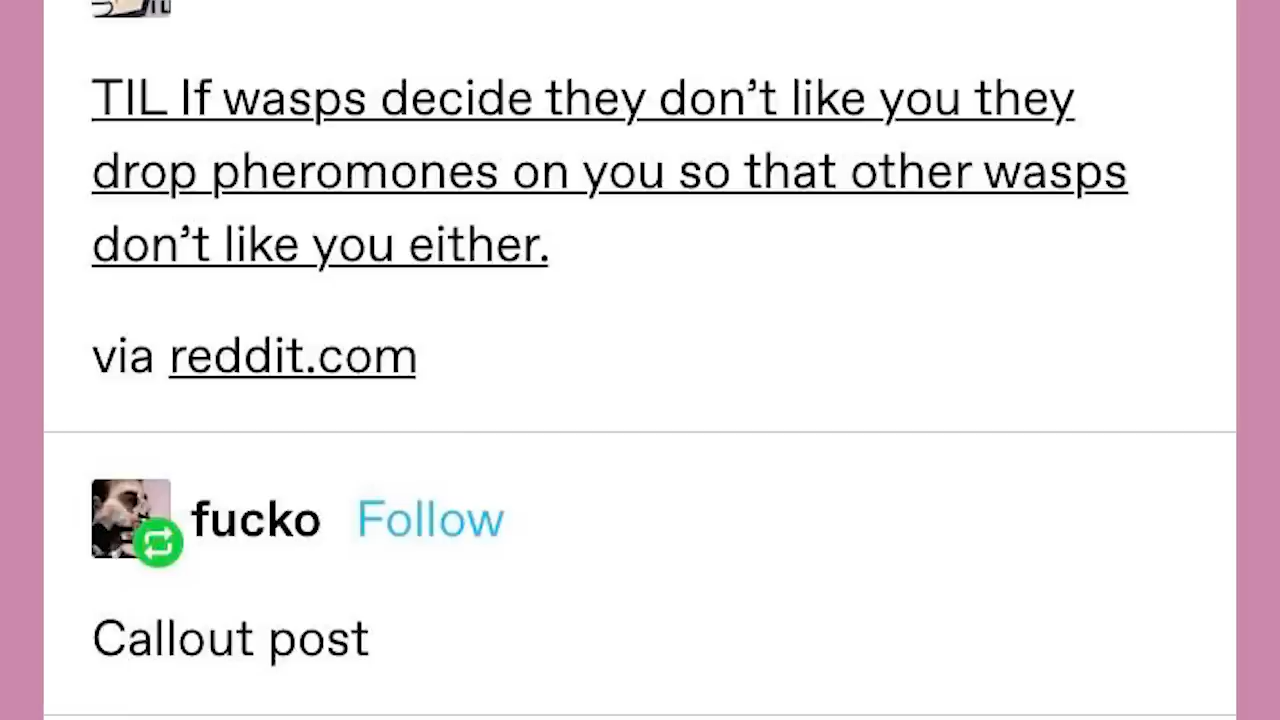 TIL If wasps decide they don’t like you they
drop pheromones on you so that other wasps
don’t like you either.
via reddit.com
fucko Follow
Callout post